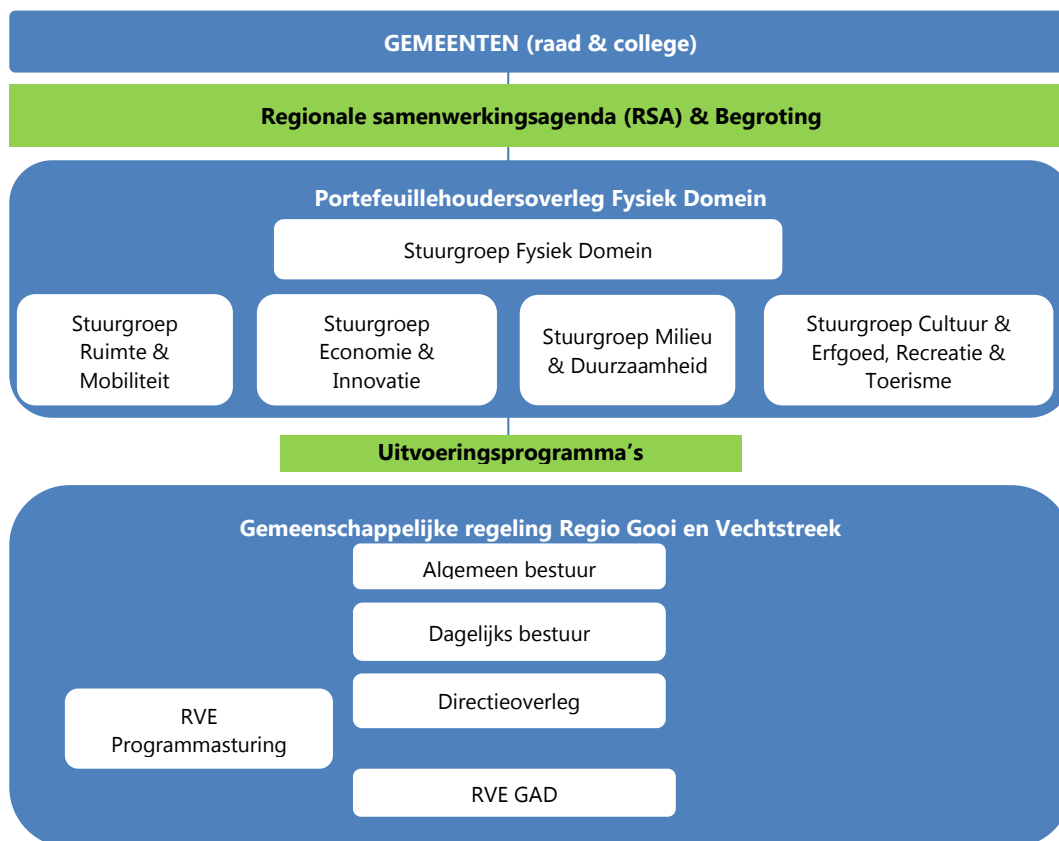 GEMEENTEN (raad & college)
Regionale samenwerkingsagenda (RSA) & Begroting
Portefeuillehoudersoverleg Fysiek Domein
Stuurgroep Fysiek Domein
Stuurgroep
Ruimte &
Mobiliteit
Stuurgroep
Economie &
Innovatie
Stuurgroep Milieu
& Duurzaamheid
Stuurgroep Cultuur &
Erfgoed, Recreatie &
Toerisme
Uitvoeringsprogramma’s
Gemeenschappelijke regeling Regio Gooi en Vechtstreek
Algemeen bestuur
Dagelijks bestuur
Directieoverleg
RVE
Programmasturing
RVE GAD